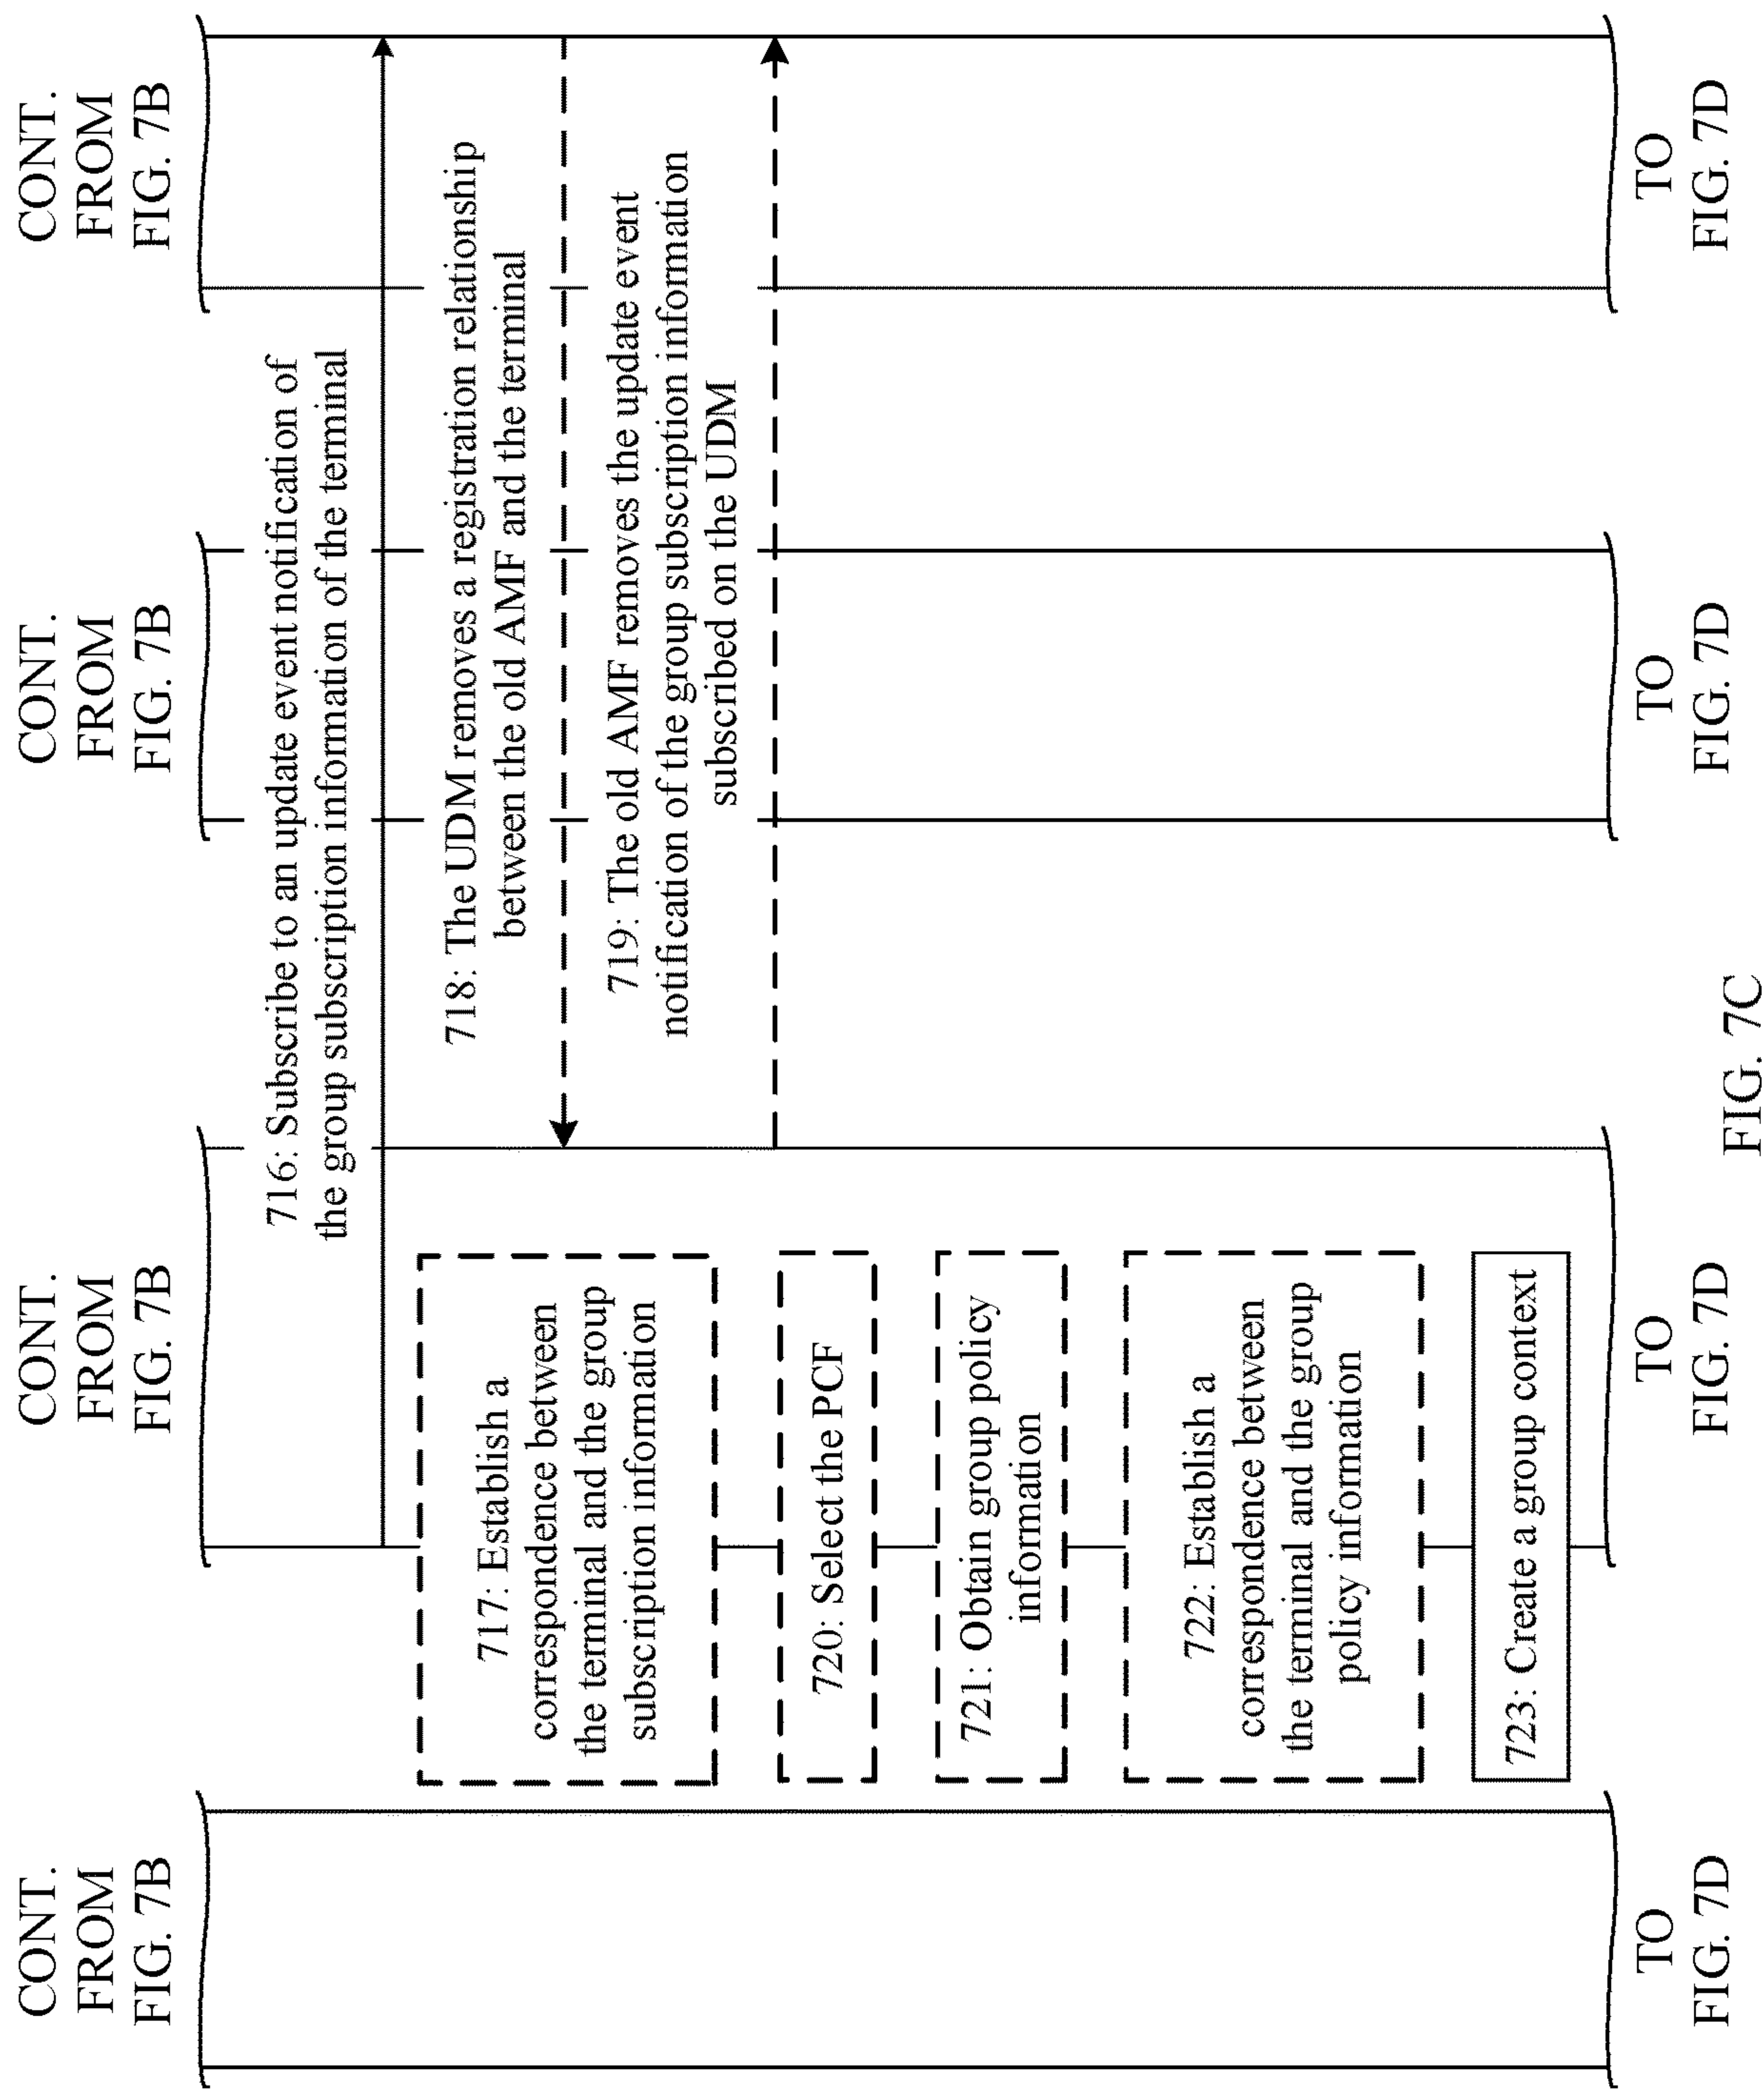 CONT.
FROM
FIG. 7B
CONT.
FROM
FIG. 7B
CONT.
FROM
FIG. 7B
CONT.
FROM
FIG. 7B
716: Subscribe to an update event notification of
the group subscription information of the terminal
717: Establish a
correspondence between
the terminal and the group
subscription information
718: The UDM removes a registration relationship
between the old AMF and the terminal
719: The old AMF removes the update event
notification of the group subscription information
subscribed on the UDM
720: Select the PCF
721: Obtain group policy
information
722: Establish a
correspondence between
the terminal and the group
policy information
723: Create a group context
TO
FIG. 7D
TO
FIG. 7D
TO
FIG. 7D
TO
FIG. 7D
FIG. 7C